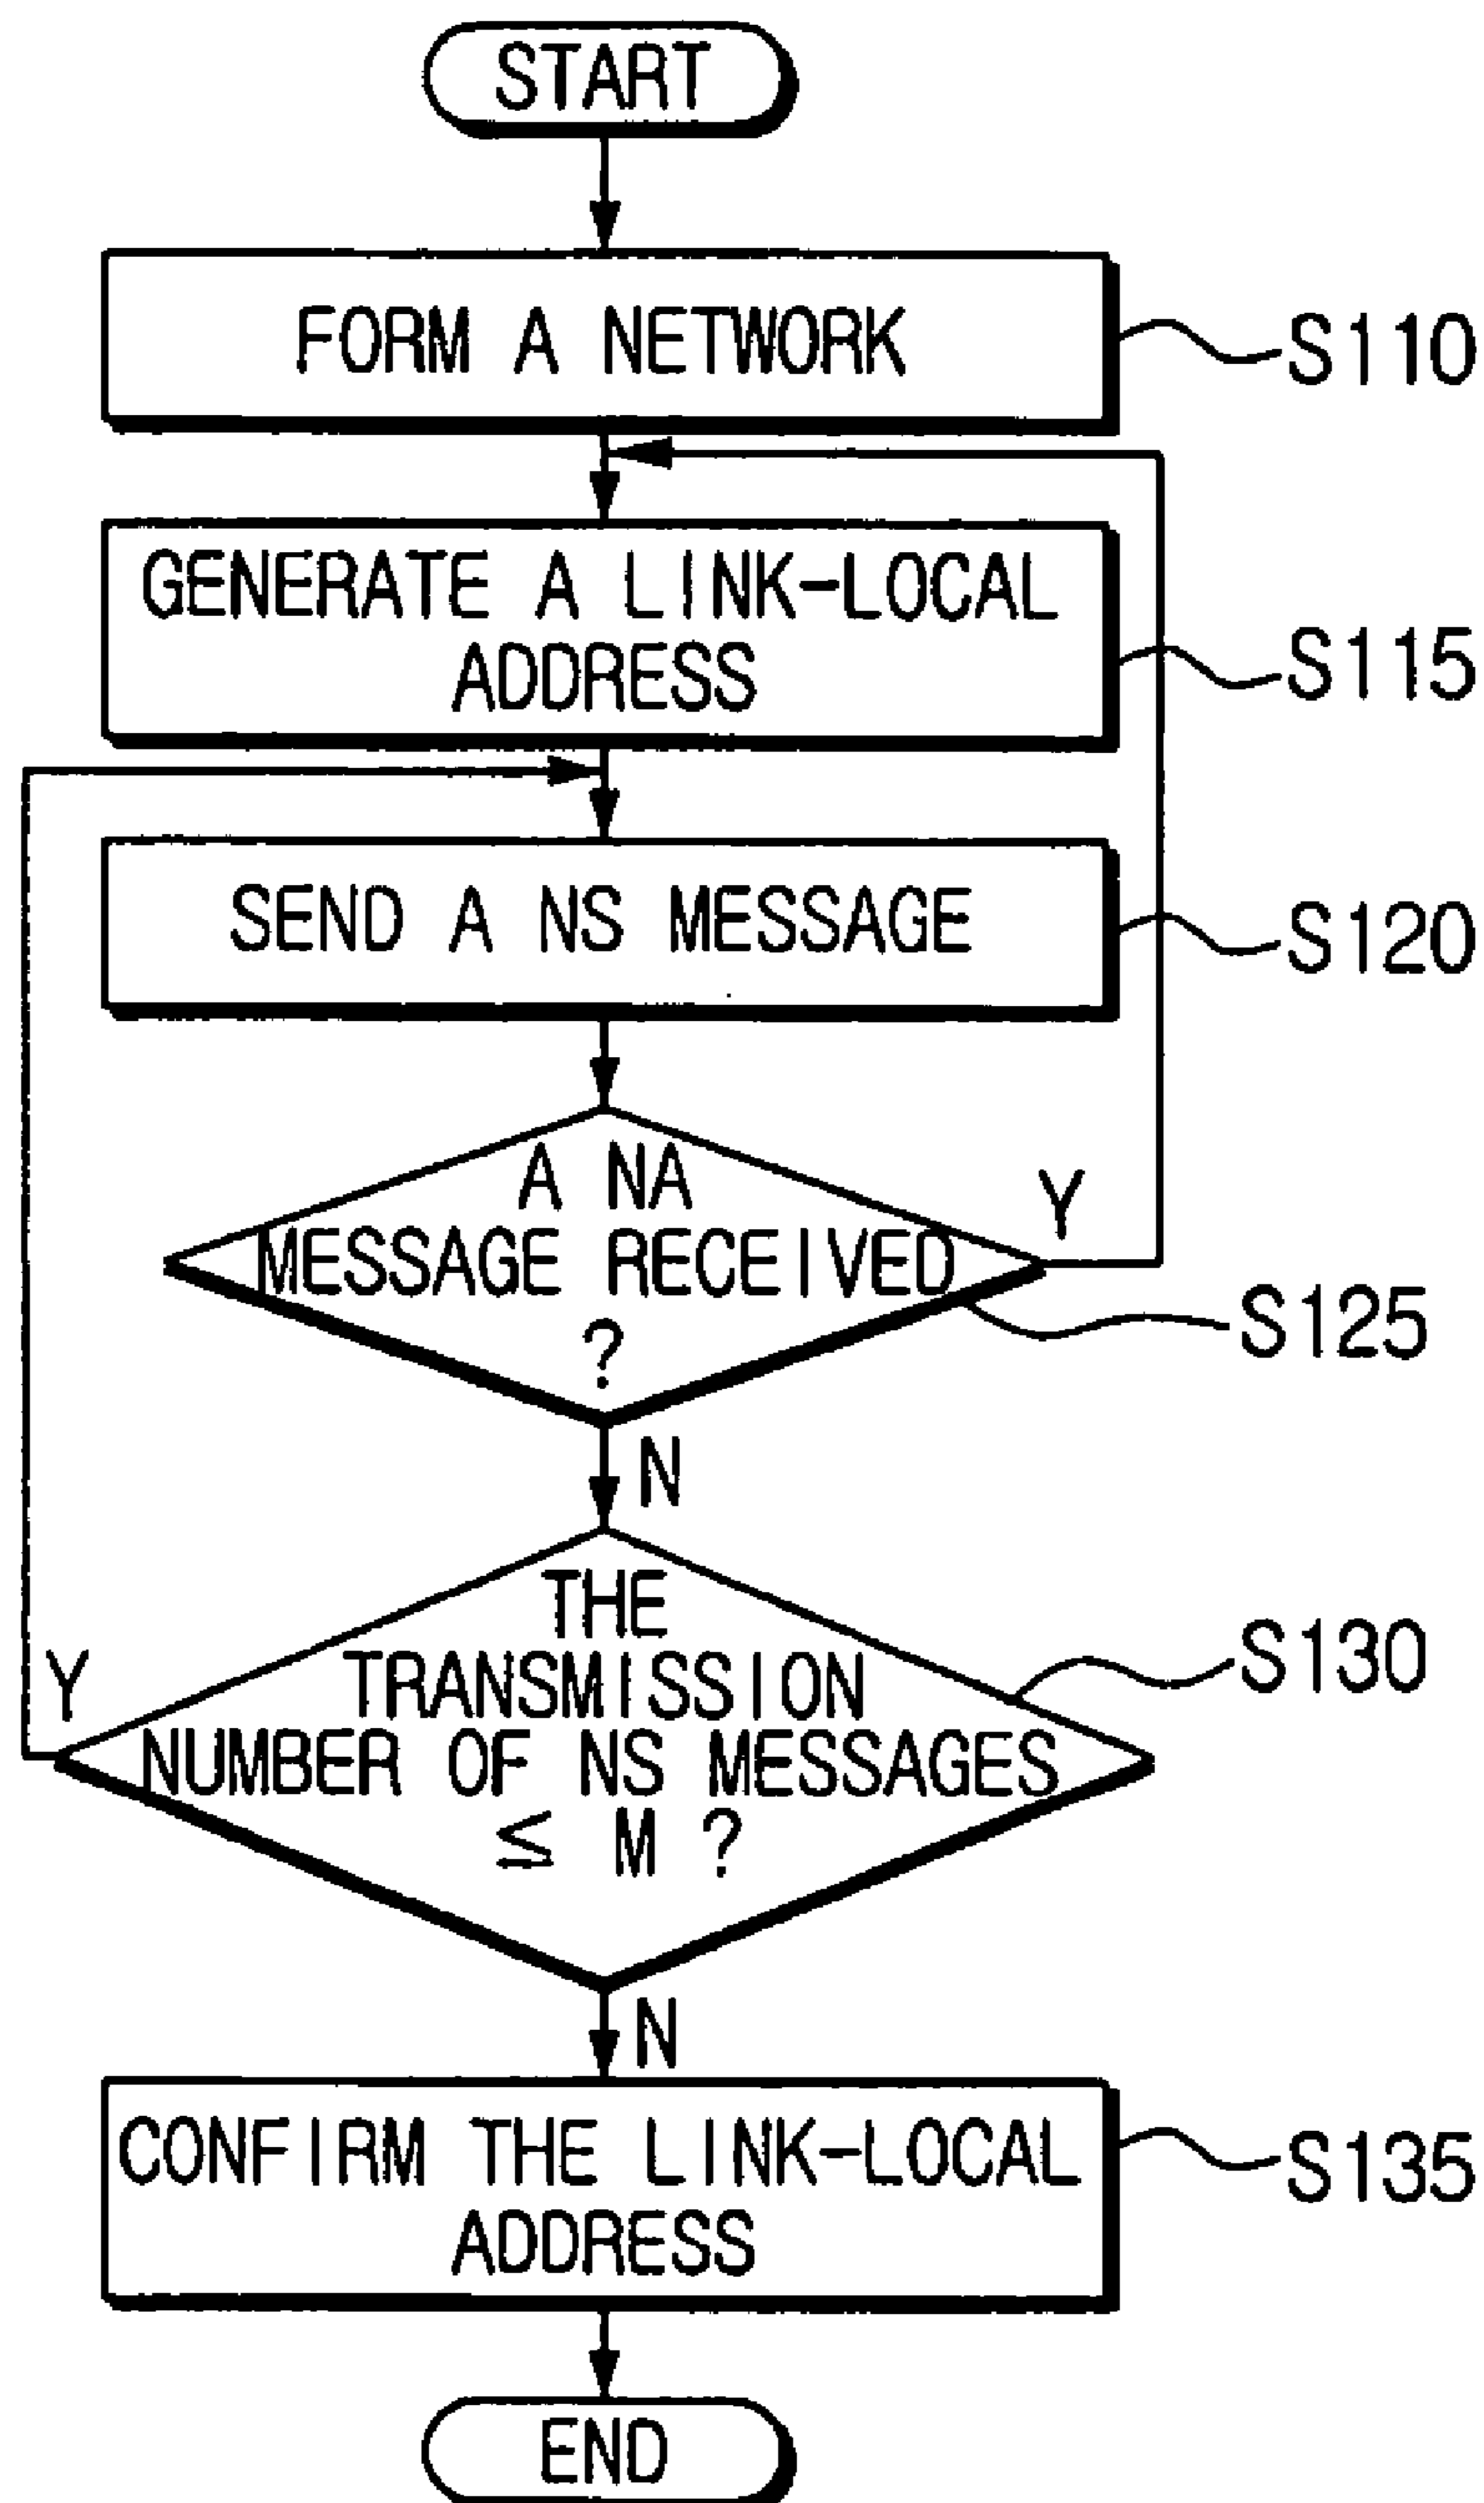 START
FORM A NETWORK
S110
GENERATE A LINK-LOCAL
ADDRESS
S115
SEND A NS MESSAGE
S120
A NA
MESSAGE RECEIVED
?
Y
S125
N
THE
TRANSMISSION
NUMBER OF NS MESSAGES
≦ M ?
Y
S130
N
CONFIRM THE LINK-LOCAL
ADDRESS
S135
END